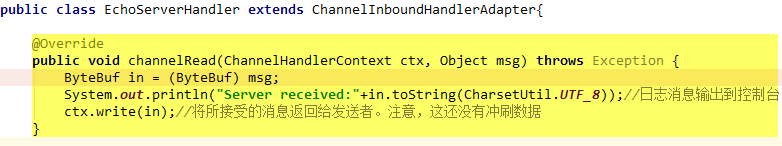 public class EchoServerHandler extends ChannelInboundHandlerAdapter{
@Override
public void channelRead(ChannelHandlerContext ctx, Object msg) throws Exception {
ByteBuf in = (ByteBuf) msg;
System.out.println("Server received:"+in.toString(CharsetUtil.UTF_8));//日志消息输出到控制台
ctx.write(in);//将所接受的消息返回给发送者。注意，这还没有冲刷数据
}